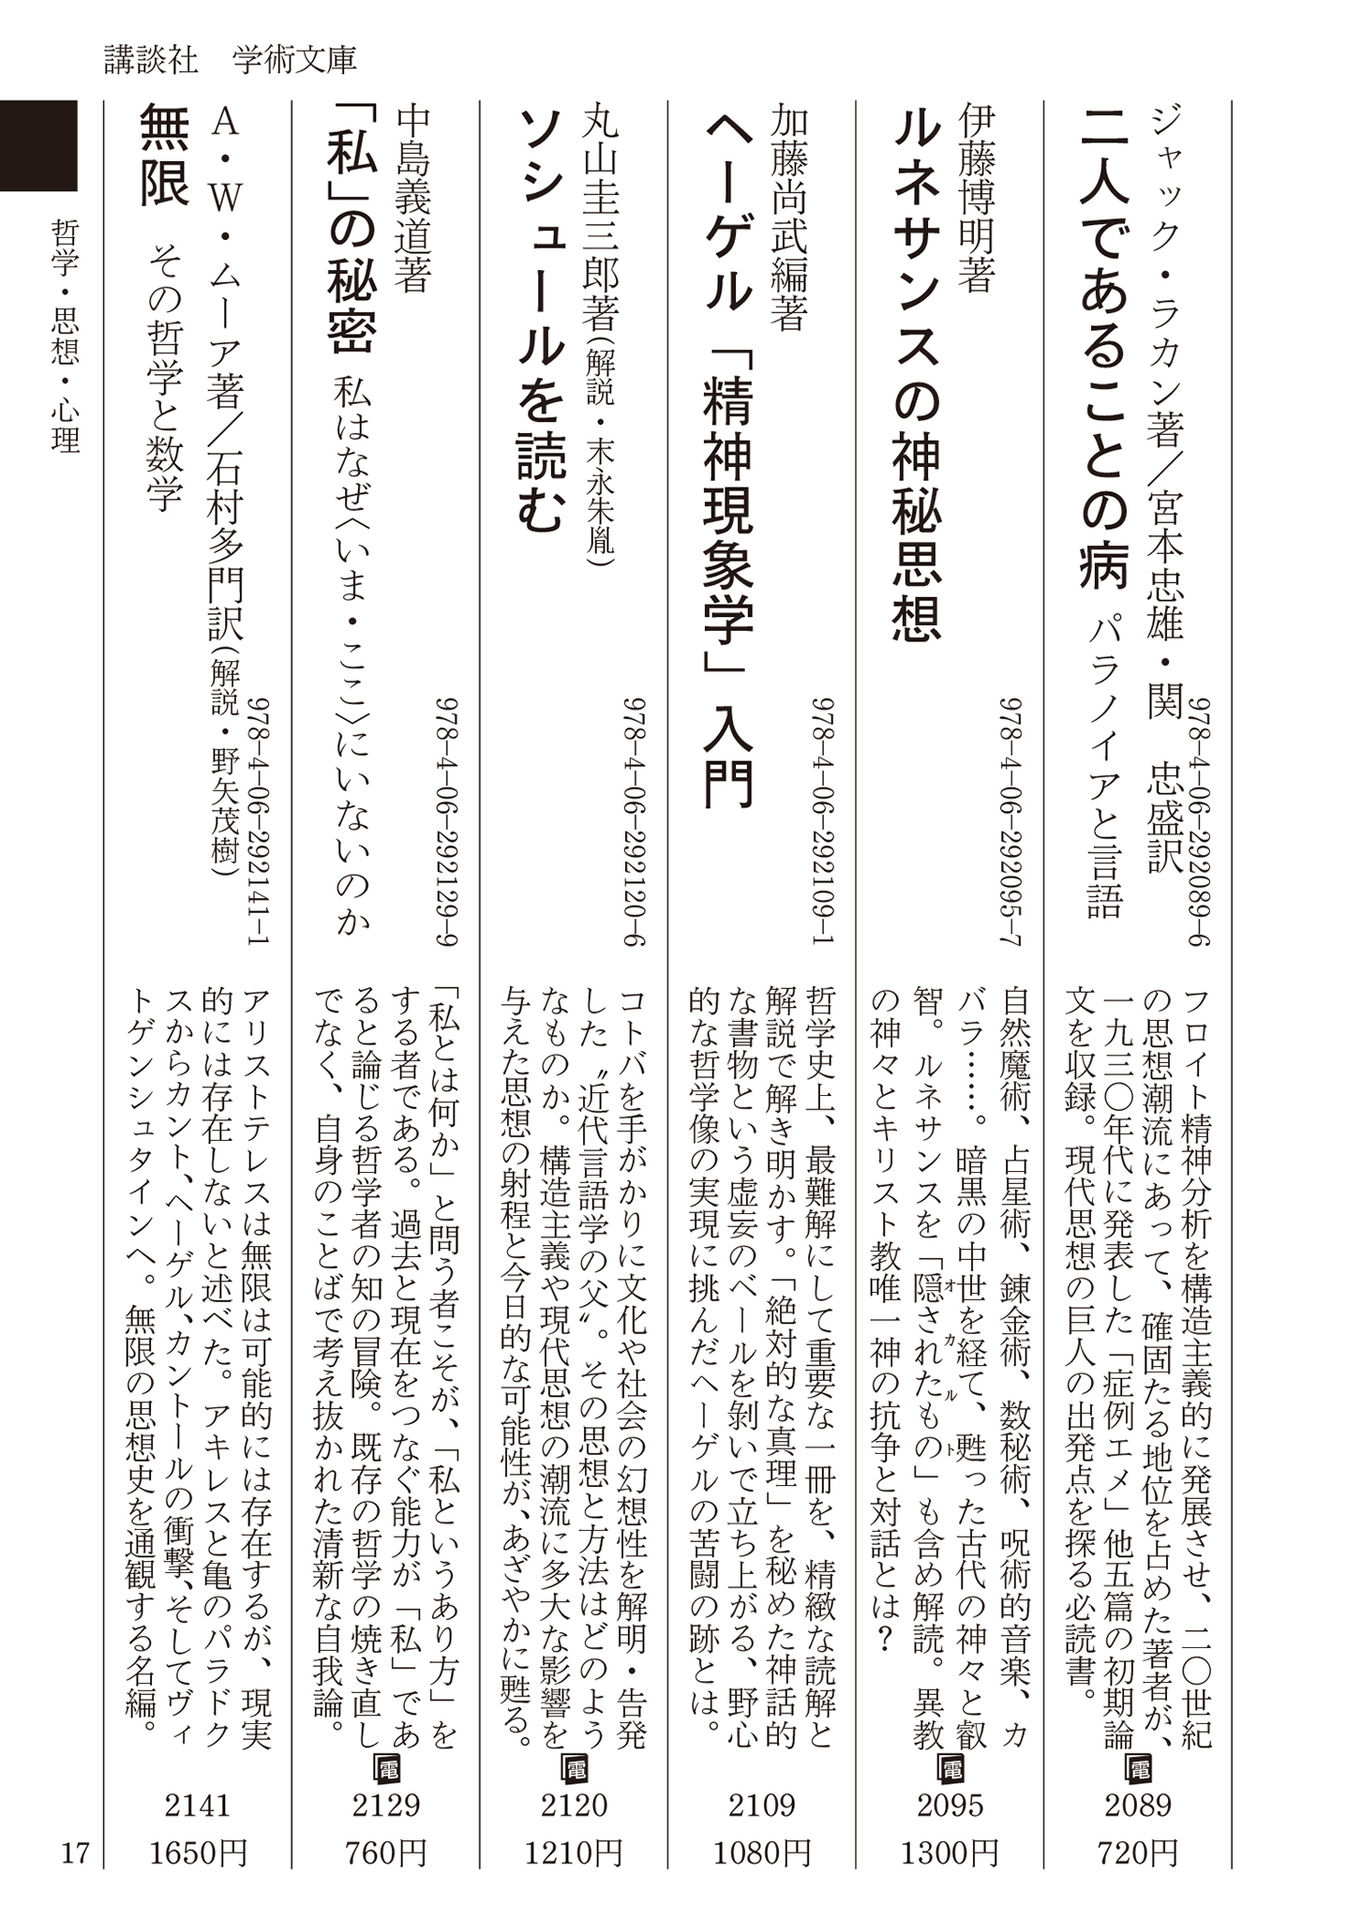 講談社　学術文庫
哲学・思想・心理
978-4-06-292089-6
ジャック・ラカン著／宮本忠雄・関　忠盛訳
二人であることの病　パラノイアと言語
フロイト精神分析を構造主義的に発展させ、二〇世紀
の思想潮流にあって、確固たる地位を占めた著者が、
一九三〇年代に発表した「症例エメ」他五篇の初期論
文を収録。現代思想の巨人の出発点を探る必読書。
電
2089
720円
978-4-06-292095-7
伊藤博明著
ルネサンスの神秘思想
自然魔術、占星術、錬金術、数秘術、呪術的音楽、カ
バラ……。暗黒の中世を経て、甦った古代の神々と叡
智。ルネサンスを「隠されたもの」も含め解読。異教
オカルト
の神々とキリスト教唯一神の抗争と対話とは？
電
2095
1300円
978-4-06-292109-1
加藤尚武編著
ヘーゲル「精神現象学」入門
哲学史上、最難解にして重要な一冊を、精緻な読解と
解説で解き明かす。「絶対的な真理」を秘めた神話的
な書物という虚妄のベールを剝いで立ち上がる、野心
的な哲学像の実現に挑んだヘーゲルの苦闘の跡とは。
2109
1080円
978-4-06-292120-6
丸山圭三郎著（解説・末永朱胤）
ソシュールを読む
コトバを手がかりに文化や社会の幻想性を解明・告発
した〝近代言語学の父〟。その思想と方法はどのよう
なものか。構造主義や現代思想の潮流に多大な影響を
与えた思想の射程と今日的な可能性が、あざやかに甦る。
電
2120
1210円
978-4-06-292129-9
中島義道著
「私」の秘密　私はなぜ〈いま・ここ〉にいないのか
「私とは何か」と問う者こそが、「私というあり方」を
する者である。過去と現在をつなぐ能力が「私」であ
ると論じる哲学者の知の冒険。既存の哲学の焼き直し
でなく、自身のことばで考え抜かれた清新な自我論。
電
2129
760円
978-4-06-292141-1
A・W・ムーア著／石村多門訳（解説・野矢茂樹）
無限　その哲学と数学
アリストテレスは無限は可能的には存在するが、現実
的には存在しないと述べた。アキレスと亀のパラドク
スからカント、ヘーゲル、カントールの衝撃、そしてヴィ
トゲンシュタインへ。無限の思想史を通観する名編。
2141
1650円
17